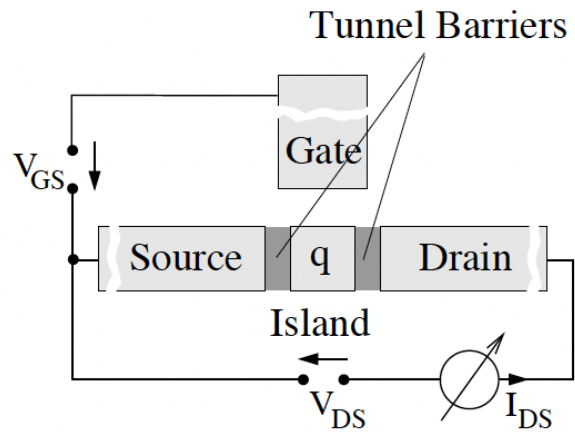 Tunnel Barriers
Gate
V_GS
Source q Drain
Island
V_DS I_DS